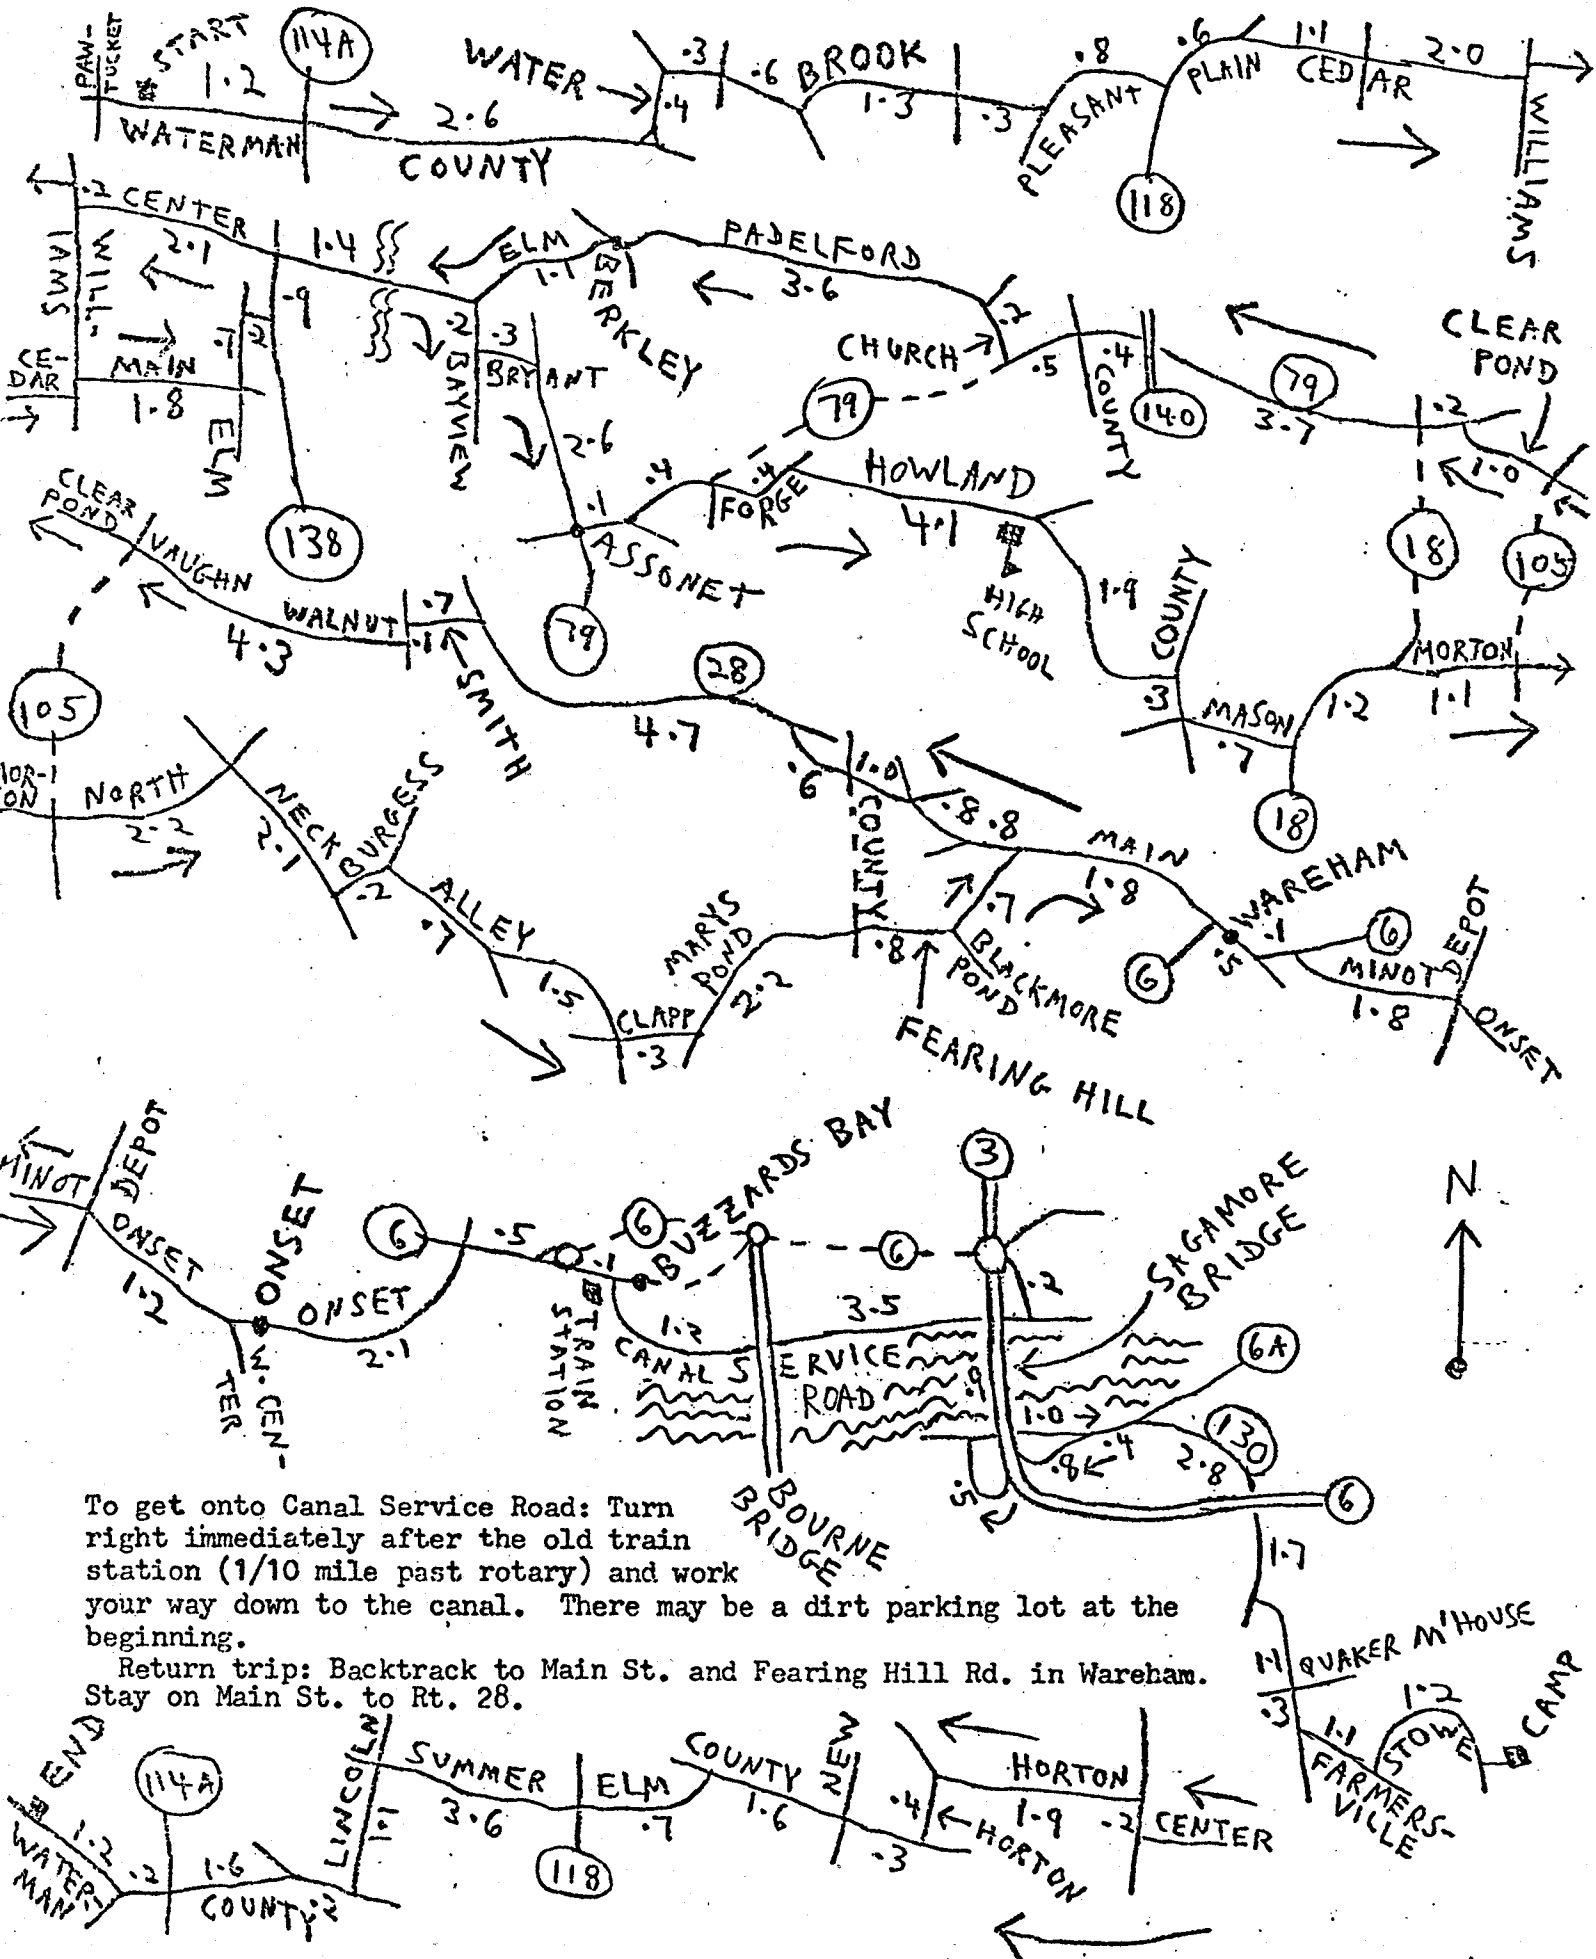 PAW-
TUCKET
START
1.2
114A
WATERMAN
2.6
COUNTY
WATER
.4
.3
.6
BROOK
1.3
.3
PLEASANT
.8
118
.6
PLAIN
1.1
CEDAR
2.0
WILLIAMS
.2
CENTER
2.1
WILL-
IAMS
CE-
DAR
MAIN
1.8
.7
.2
ELM
.9
138
1.4
ELM
1.1
BERKLEY
.2
BAYVIEW
.3
BRYANT
2.6
PADELFORD
3.6
.2
CHURCH
.5
79
COUNTY
.4
140
79
3.7
.2
CLEAR
POND
1.0
18
105
.1
ASSONET
79
.4
FORGE
.4
HOWLAND
4.1
HIGH
SCHOOL
1.9
COUNTY
.3
MASON
.7
18
1.2
MORTON
1.1
CLEAR
POND
VAUGHN
4.3
WALNUT
.1
.7
SMITH
28
4.7
.6
COUNTY
1.0
.8
.8
MAIN
1.8
WAREHAM
6
.5
.1
6
MINOT
1.8
DEPOT
ONSET
105
MOR-
TON
NORTH
2.2
NECK
2.1
BURGESS
.2
ALLEY
.7
1.5
CLAPP
.3
MARYS
POND
2.2
.8
FEARING HILL
.7
BLACKMORE
POND
MINOT
DEPOT
ONSET
1.2
ONSET
W. CEN-
TER
ONSET
2.1
6
.5
.1
TRAIN
STATION
6
BUZZARDS BAY
6
3
.2
SAGAMORE
BRIDGE
1.2
3.5
CANAL SERVICE
ROAD
.9
BOURNE
BRIDGE
1.0
6A
.4
.8
.5
130
2.8
6
N
1.7
To get onto Canal Service Road: Turn
right immediately after the old train
station (1/10 mile past rotary) and work
your way down to the canal. There may be a dirt parking lot at the
beginning.
Return trip: Backtrack to Main St. and Fearing Hill Rd. in Wareham.
Stay on Main St. to Rt. 28.
1.1
QUAKER M'HOUSE
.3
1.1
FARMERS-
VILLE
1.2
STOWE
CAMP
END
1.2
WATER-
MAN
.2
114A
1.6
COUNTY
.2
LINCOLN
1.1
SUMMER
3.6
118
ELM
.7
COUNTY
1.6
NEW
.3
.4
HORTON
HORTON
1.9
.2
CENTER